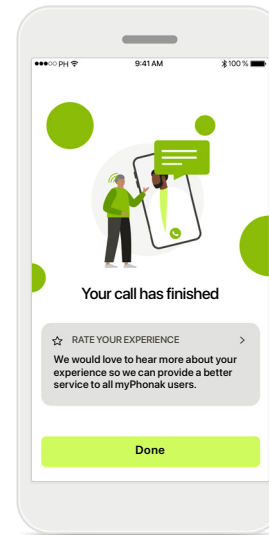 PH 9:41 AM 100 %
Your call has finished
RATE YOUR EXPERIENCE
We would love to hear more about your
experience so we can provide a better
service to all myPhonak users.
Done